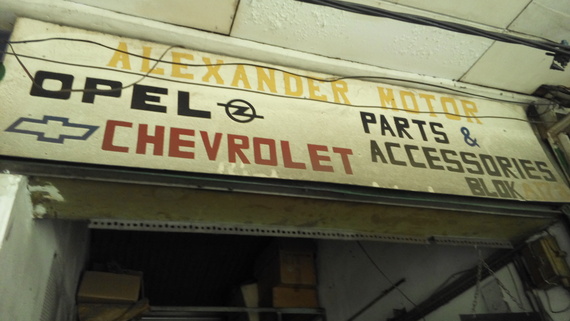 ALEXANDER MOTOR
OPEL PARTS &
CHEVROLET ACCESSORIES
BLOK